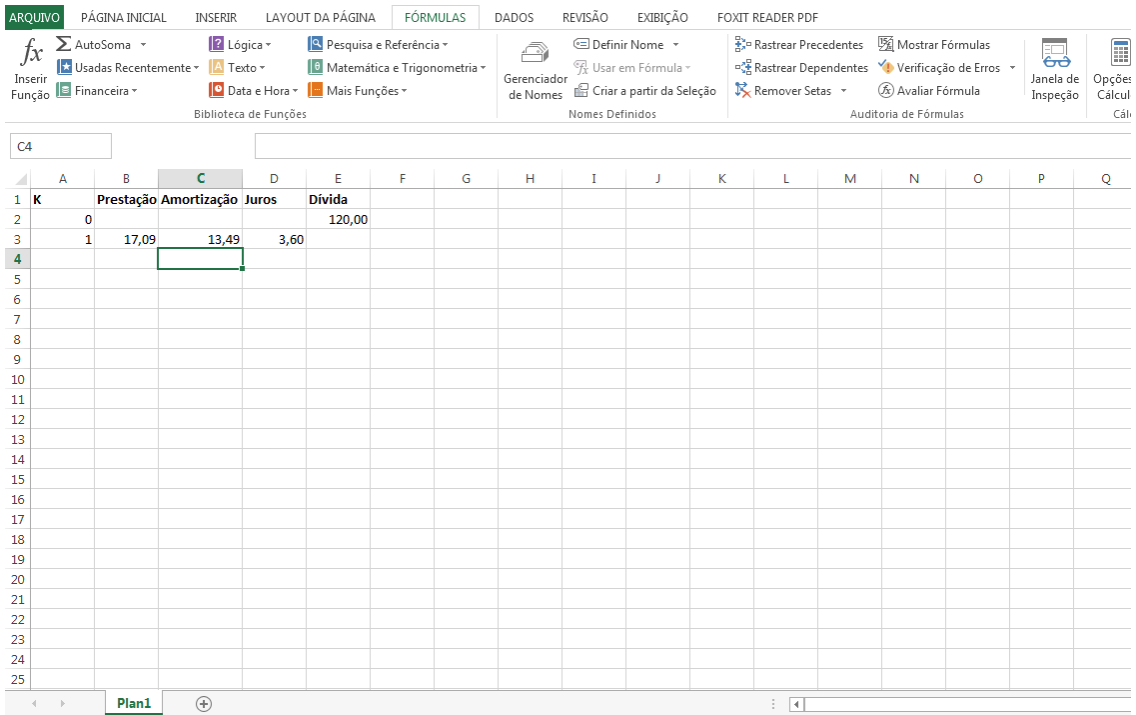 ARQUIVO PÁGINA INICIAL INSERIR LAYOUT DA PÁGINA FÓRMULAS DADOS REVISÃO EXIBIÇÃO FOXIT READER PDF
fx Inserir Função
AutoSoma
Usadas Recentemente
Financeira
Lógica
Texto
Data e Hora
Pesquisa e Referência
Matemática e Trigonometria
Mais Funções
Biblioteca de Funções
Gerenciador de Nomes
Definir Nome
Usar em Fórmula
Criar a partir da Seleção
Nomes Definidos
Rastrear Precedentes
Rastrear Dependentes
Remover Setas
Mostrar Fórmulas
Verificação de Erros
Avaliar Fórmula
Janela de Inspeção
Auditoria de Fórmulas
Opções
Cálcul
Cál
C4
A B C D E F G H I J K L M N O P Q
1 K Prestação Amortização Juros Dívida
2 0 120,00
3 1 17,09 13,49 3,60
4
5
6
7
8
9
10
11
12
13
14
15
16
17
18
19
20
21
22
23
24
25
Plan1